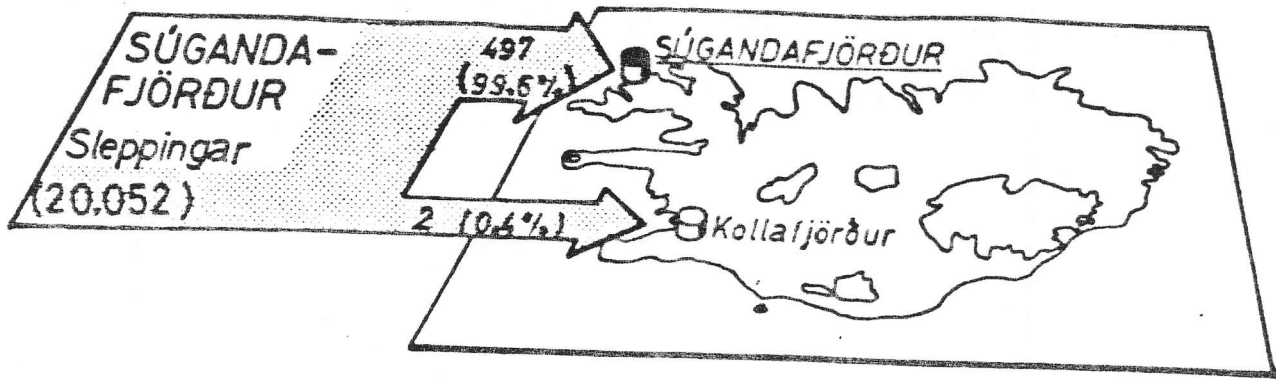 SÚGANDA-
FJÖRÐUR
Sleppingar
(20.052)
497
(99.6%)
2 (0.4%)
SÚGANDAFJÖRÐUR
Kollafjörður